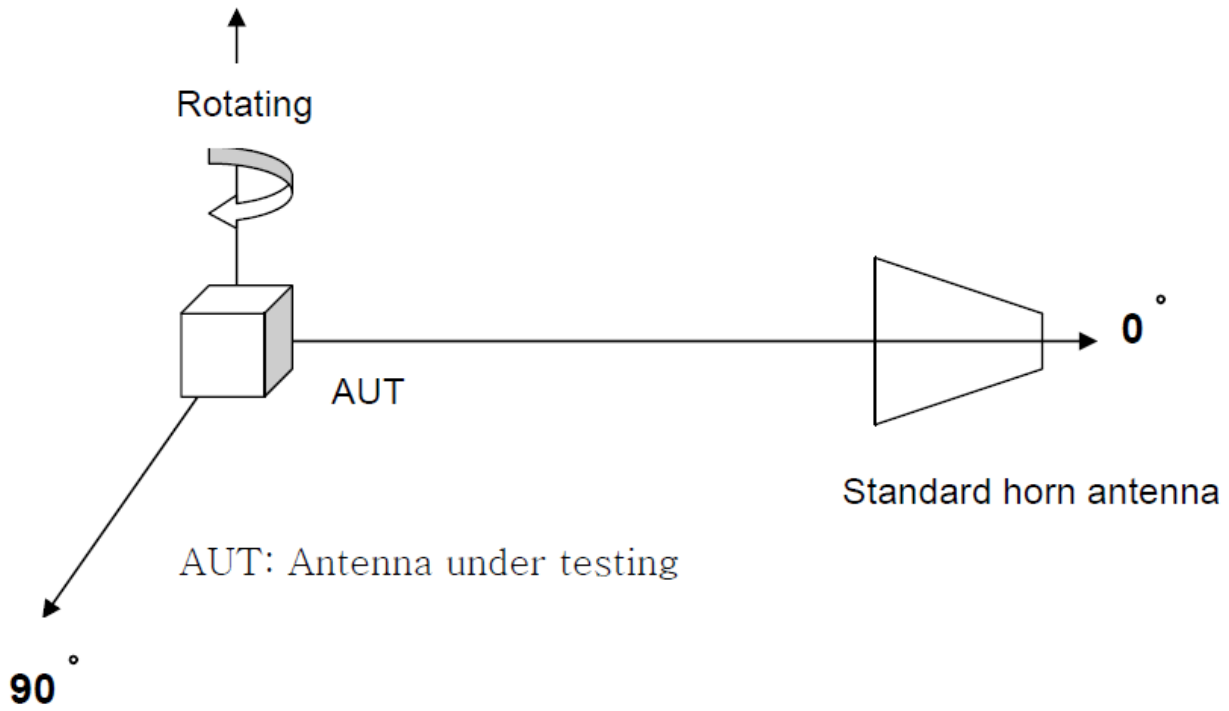 Rotating
0°
AUT
Standard horn antenna
AUT: Antenna under testing
90°